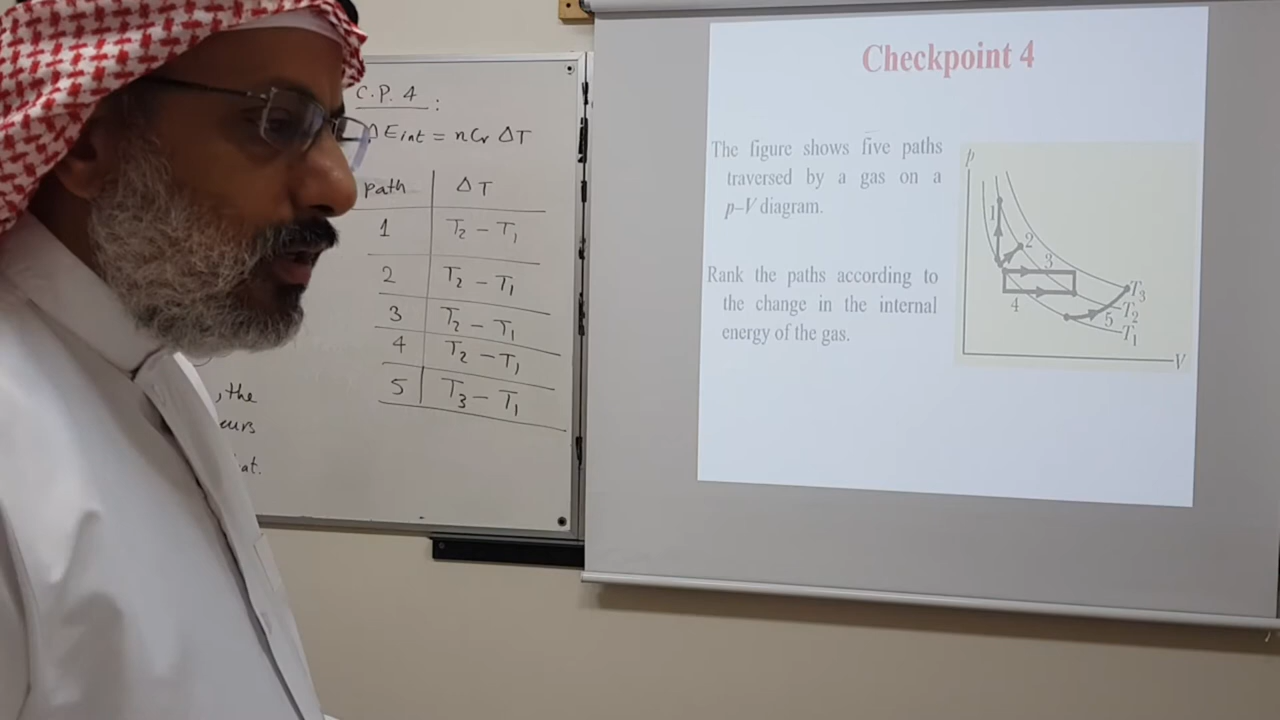 C.P. 4 :
ΔEint = nCv ΔT
path ΔT
1 T2 - T1
2 T2 - T1
3 T2 - T1
4 T2 - T1
5 T3 - T1
, the
at.
Checkpoint 4
The figure shows five paths
traversed by a gas on a
p–V diagram.
Rank the paths according to
the change in the internal
energy of the gas.
p
1
2
3
4
5
T3
T2
T1
V